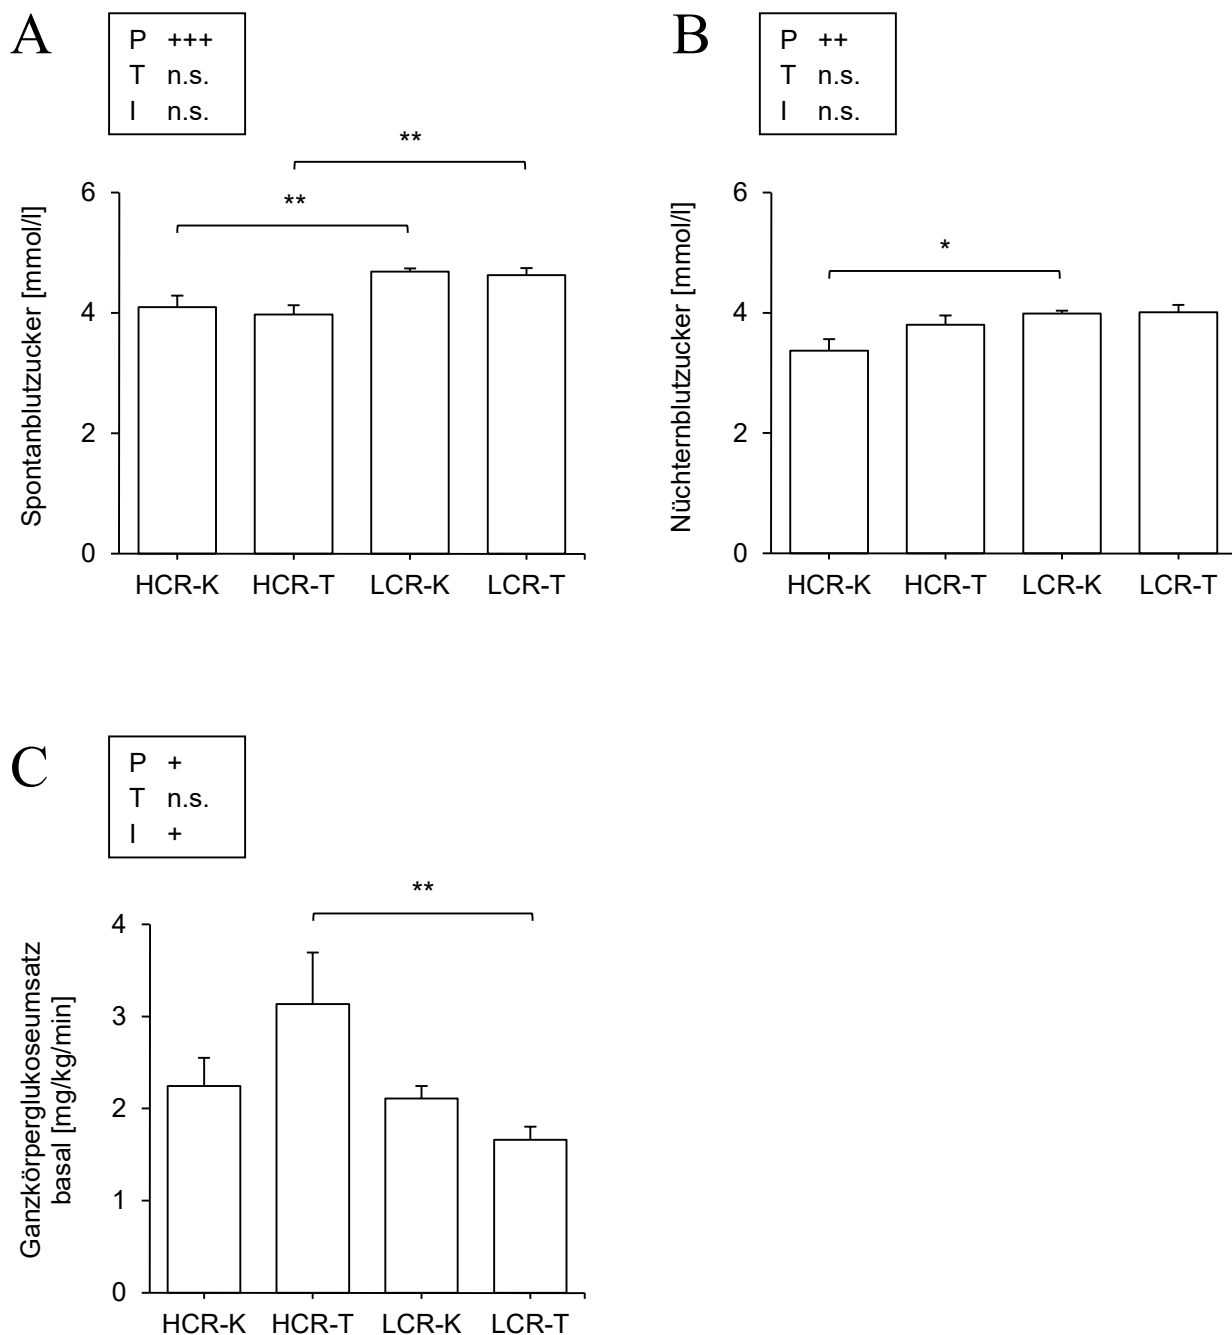 A
P +++
T n.s.
I n.s.
**
**
Spontanblutzucker [mmol/l]
6
4
2
0
HCR-K HCR-T LCR-K LCR-T
B
P ++
T n.s.
I n.s.
*
Nüchternblutzucker [mmol/l]
6
4
2
0
HCR-K HCR-T LCR-K LCR-T
C
P +
T n.s.
I +
**
Ganzkörperglukoseumsatz
basal [mg/kg/min]
4
3
2
1
0
HCR-K HCR-T LCR-K LCR-T